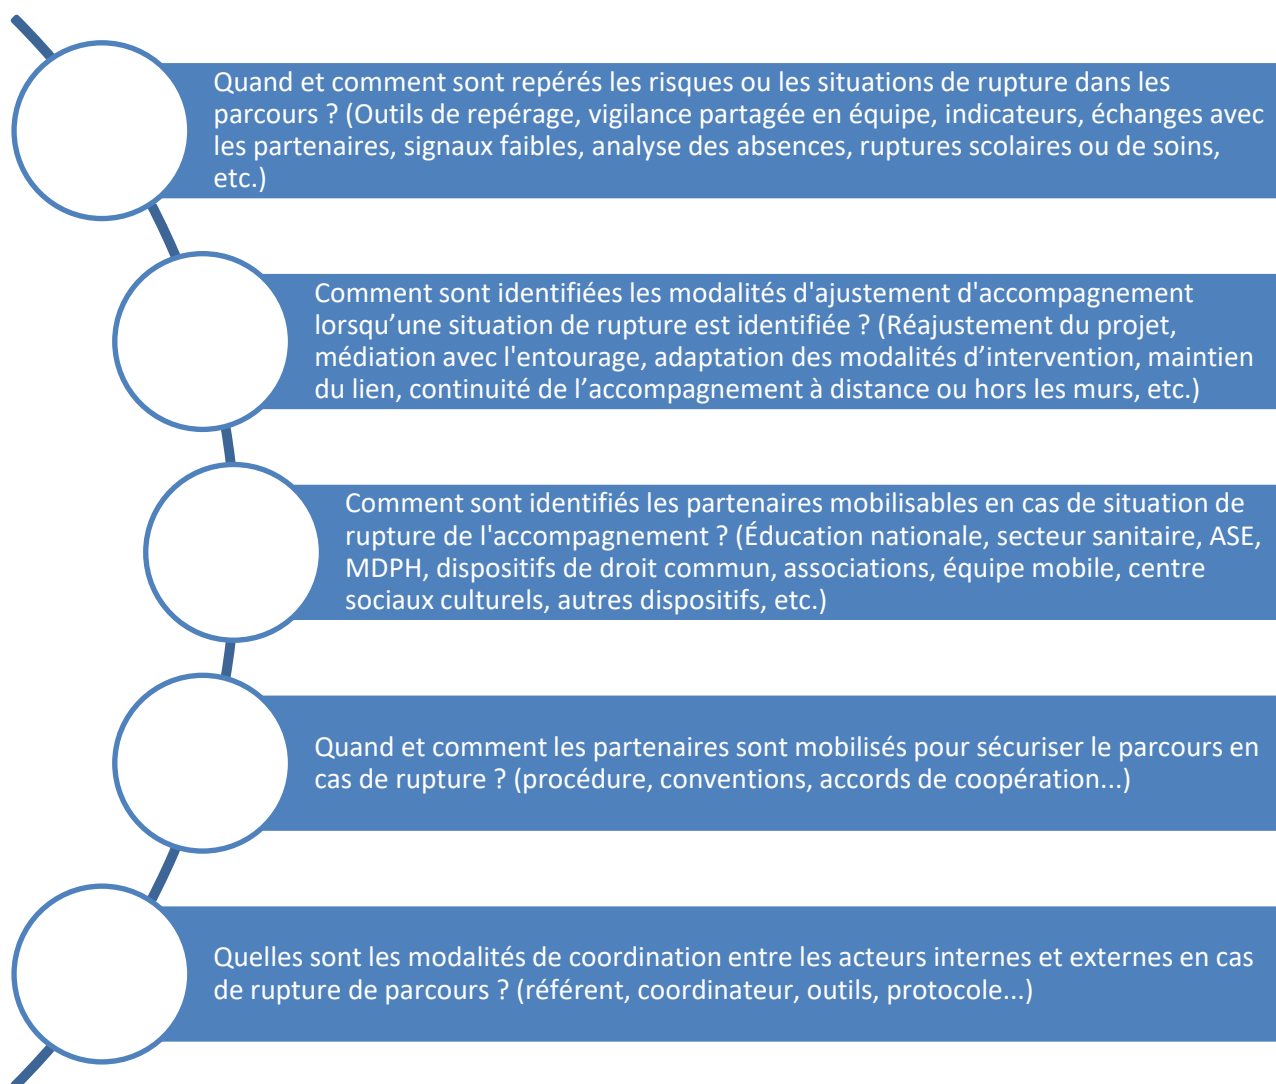 Quand et comment sont repérés les risques ou les situations de rupture dans les
parcours ? (Outils de repérage, vigilance partagée en équipe, indicateurs, échanges avec
les partenaires, signaux faibles, analyse des absences, ruptures scolaires ou de soins,
etc.)
Comment sont identifiées les modalités d'ajustement d'accompagnement
lorsqu’une situation de rupture est identifiée ? (Réajustement du projet,
médiation avec l'entourage, adaptation des modalités d’intervention, maintien
du lien, continuité de l’accompagnement à distance ou hors les murs, etc.)
Comment sont identifiés les partenaires mobilisables en cas de situation de
rupture de l'accompagnement ? (Éducation nationale, secteur sanitaire, ASE,
MDPH, dispositifs de droit commun, associations, équipe mobile, centre
sociaux culturels, autres dispositifs, etc.)
Quand et comment les partenaires sont mobilisés pour sécuriser le parcours en
cas de rupture ? (procédure, conventions, accords de coopération...)
Quelles sont les modalités de coordination entre les acteurs internes et externes en cas
de rupture de parcours ? (référent, coordinateur, outils, protocole...)